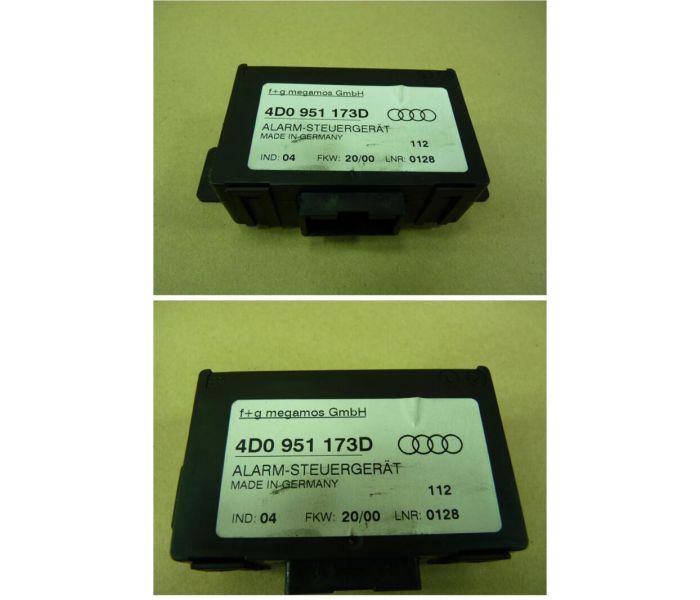 f+g megamos GmbH
4D0 951 173D
ALARM-STEUERGERÄT
MADE IN GERMANY
112
IND: 04 FKW: 20/00 LNR: 0128
f+g megamos GmbH
4D0 951 173D
ALARM-STEUERGERÄT
MADE IN GERMANY
112
IND: 04 FKW: 20/00 LNR: 0128